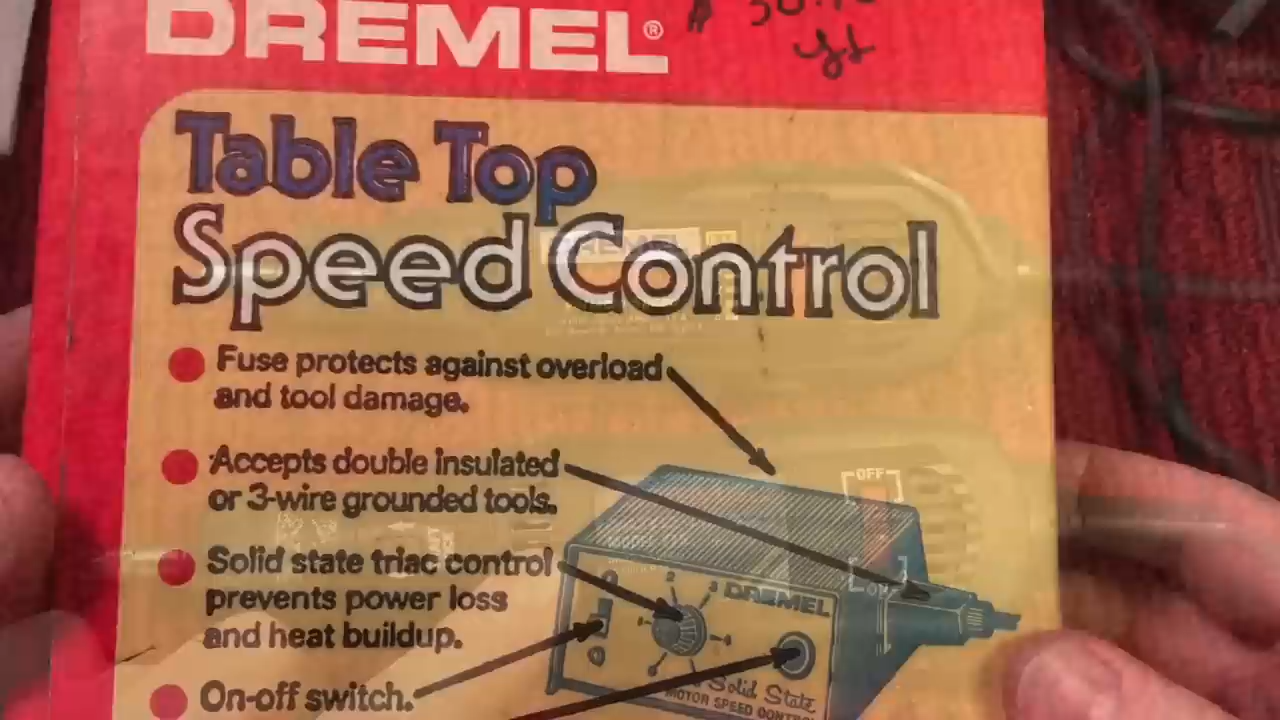 DREMEL®
Table Top
Speed Control
Fuse protects against overload
and tool damage.
Accepts double insulated
or 3-wire grounded tools.
OFF
Solid state triac control
prevents power loss
and heat buildup.
2
3
DREMEL
On-off switch.
Solid State
MOTOR SPEED CONTROL